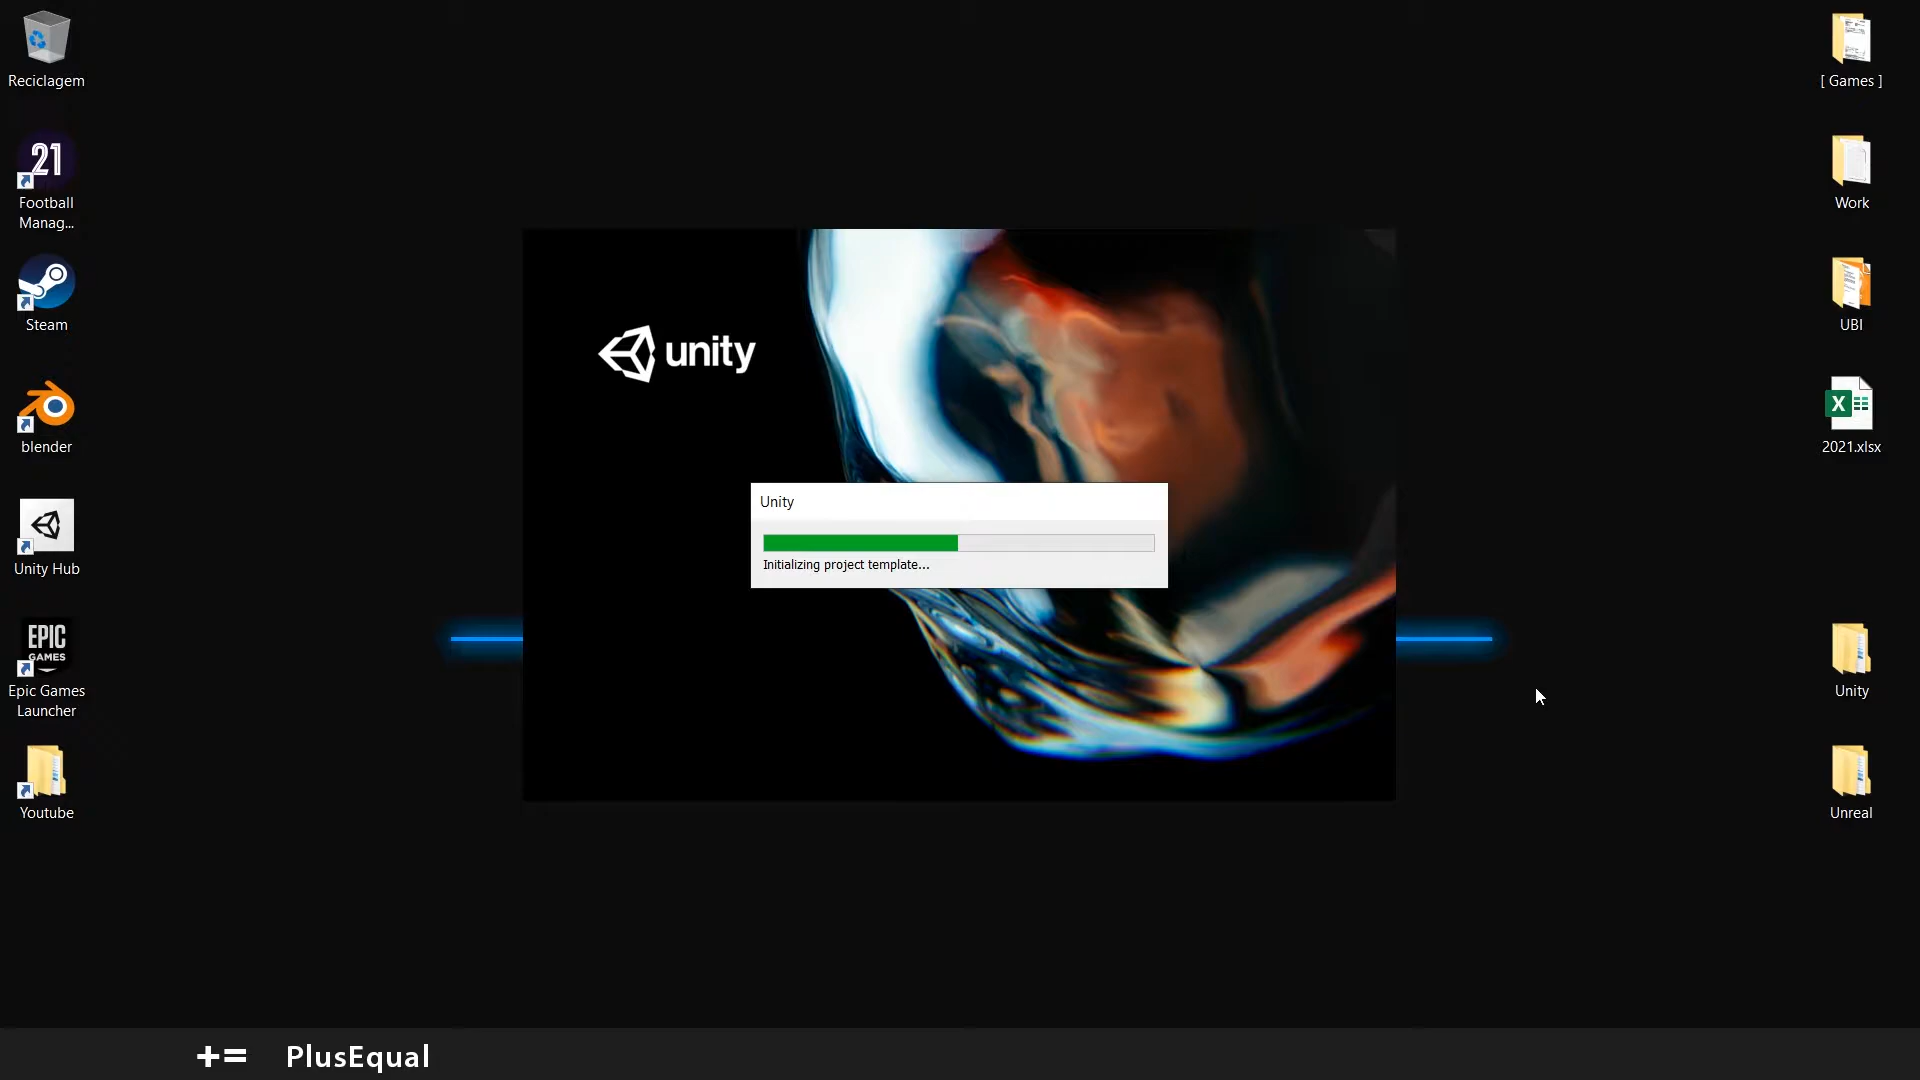 Reciclagem
21
Football
Manag...
Steam
blender
Unity Hub
EPIC
GAMES
Epic Games
Launcher
Youtube
unity
Unity
Initializing project template...
[ Games ]
Work
UBI
X
2021.xlsx
Unity
Unreal
+= PlusEqual